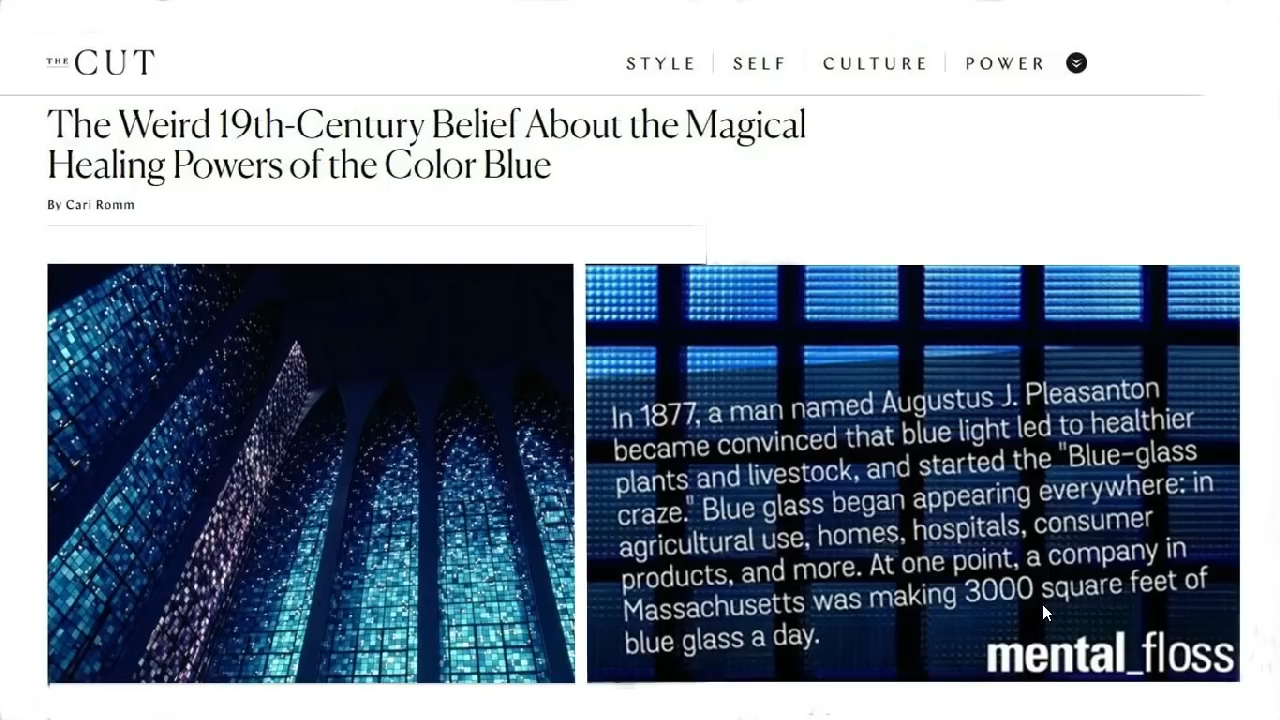 THE CUT
STYLE SELF CULTURE POWER
The Weird 19th-Century Belief About the Magical
Healing Powers of the Color Blue
By Cari Romm
In 1877, a man named Augustus J. Pleasanton
became convinced that blue light led to healthier
plants and livestock, and started the "Blue-glass
craze." Blue glass began appearing everywhere: in
agricultural use, homes, hospitals, consumer
products, and more. At one point, a company in
Massachusetts was making 3000 square feet of
blue glass a day.
mental_floss